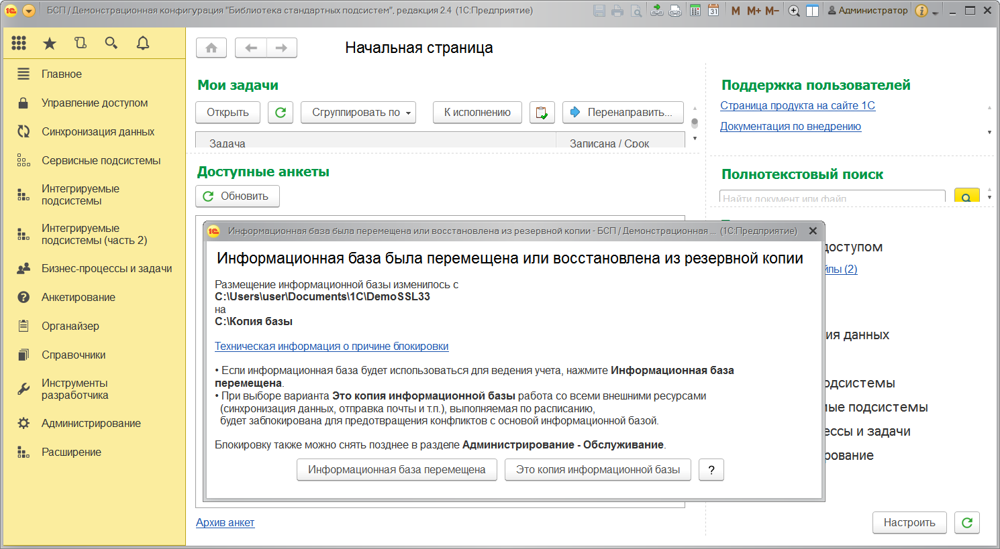 1С БСП / Демонстрационная конфигурация "Библиотека стандартных подсистем", редакция 2.4 (1С:Предприятие)
31 M M+ M− Администратор
Начальная страница
Главное
Управление доступом
Синхронизация данных
Сервисные подсистемы
Интегрируемые
подсистемы
Интегрируемые
подсистемы (часть 2)
Бизнес-процессы и задачи
Анкетирование
Органайзер
Справочники
Инструменты
разработчика
Администрирование
Расширение
Мои задачи
Открыть Сгруппировать по К исполнению Перенаправить...
Задача Записана / Срок
Доступные анкеты
Обновить
Поддержка пользователей
Страница продукта на сайте 1С
Документация по внедрению
Полнотекстовый поиск
Найти документ или файл
1С Информационная база была перемещена или восстановлена из резервной копии - БСП / Демонстрационная ... (1С:Предприятие)
Информационная база была перемещена или восстановлена из резервной копии
Размещение информационной базы изменилось с
C:\Users\user\Documents\1C\DemoSSL33
на
C:\Копия базы
Техническая информация о причине блокировки
• Если информационная база будет использоваться для ведения учета, нажмите Информационная база
перемещена.
• При выборе варианта Это копия информационной базы работа со всеми внешними ресурсами
(синхронизация данных, отправка почты и т.п.), выполняемая по расписанию,
будет заблокирована для предотвращения конфликтов с основой информационной базой.
Блокировку также можно снять позднее в разделе Администрирование - Обслуживание.
Информационная база перемещена Это копия информационной базы ?
доступом
йлы (2)
ия данных
одсистемы
ые подсистемы
ессы и задачи
рование
Архив анкет
Настроить